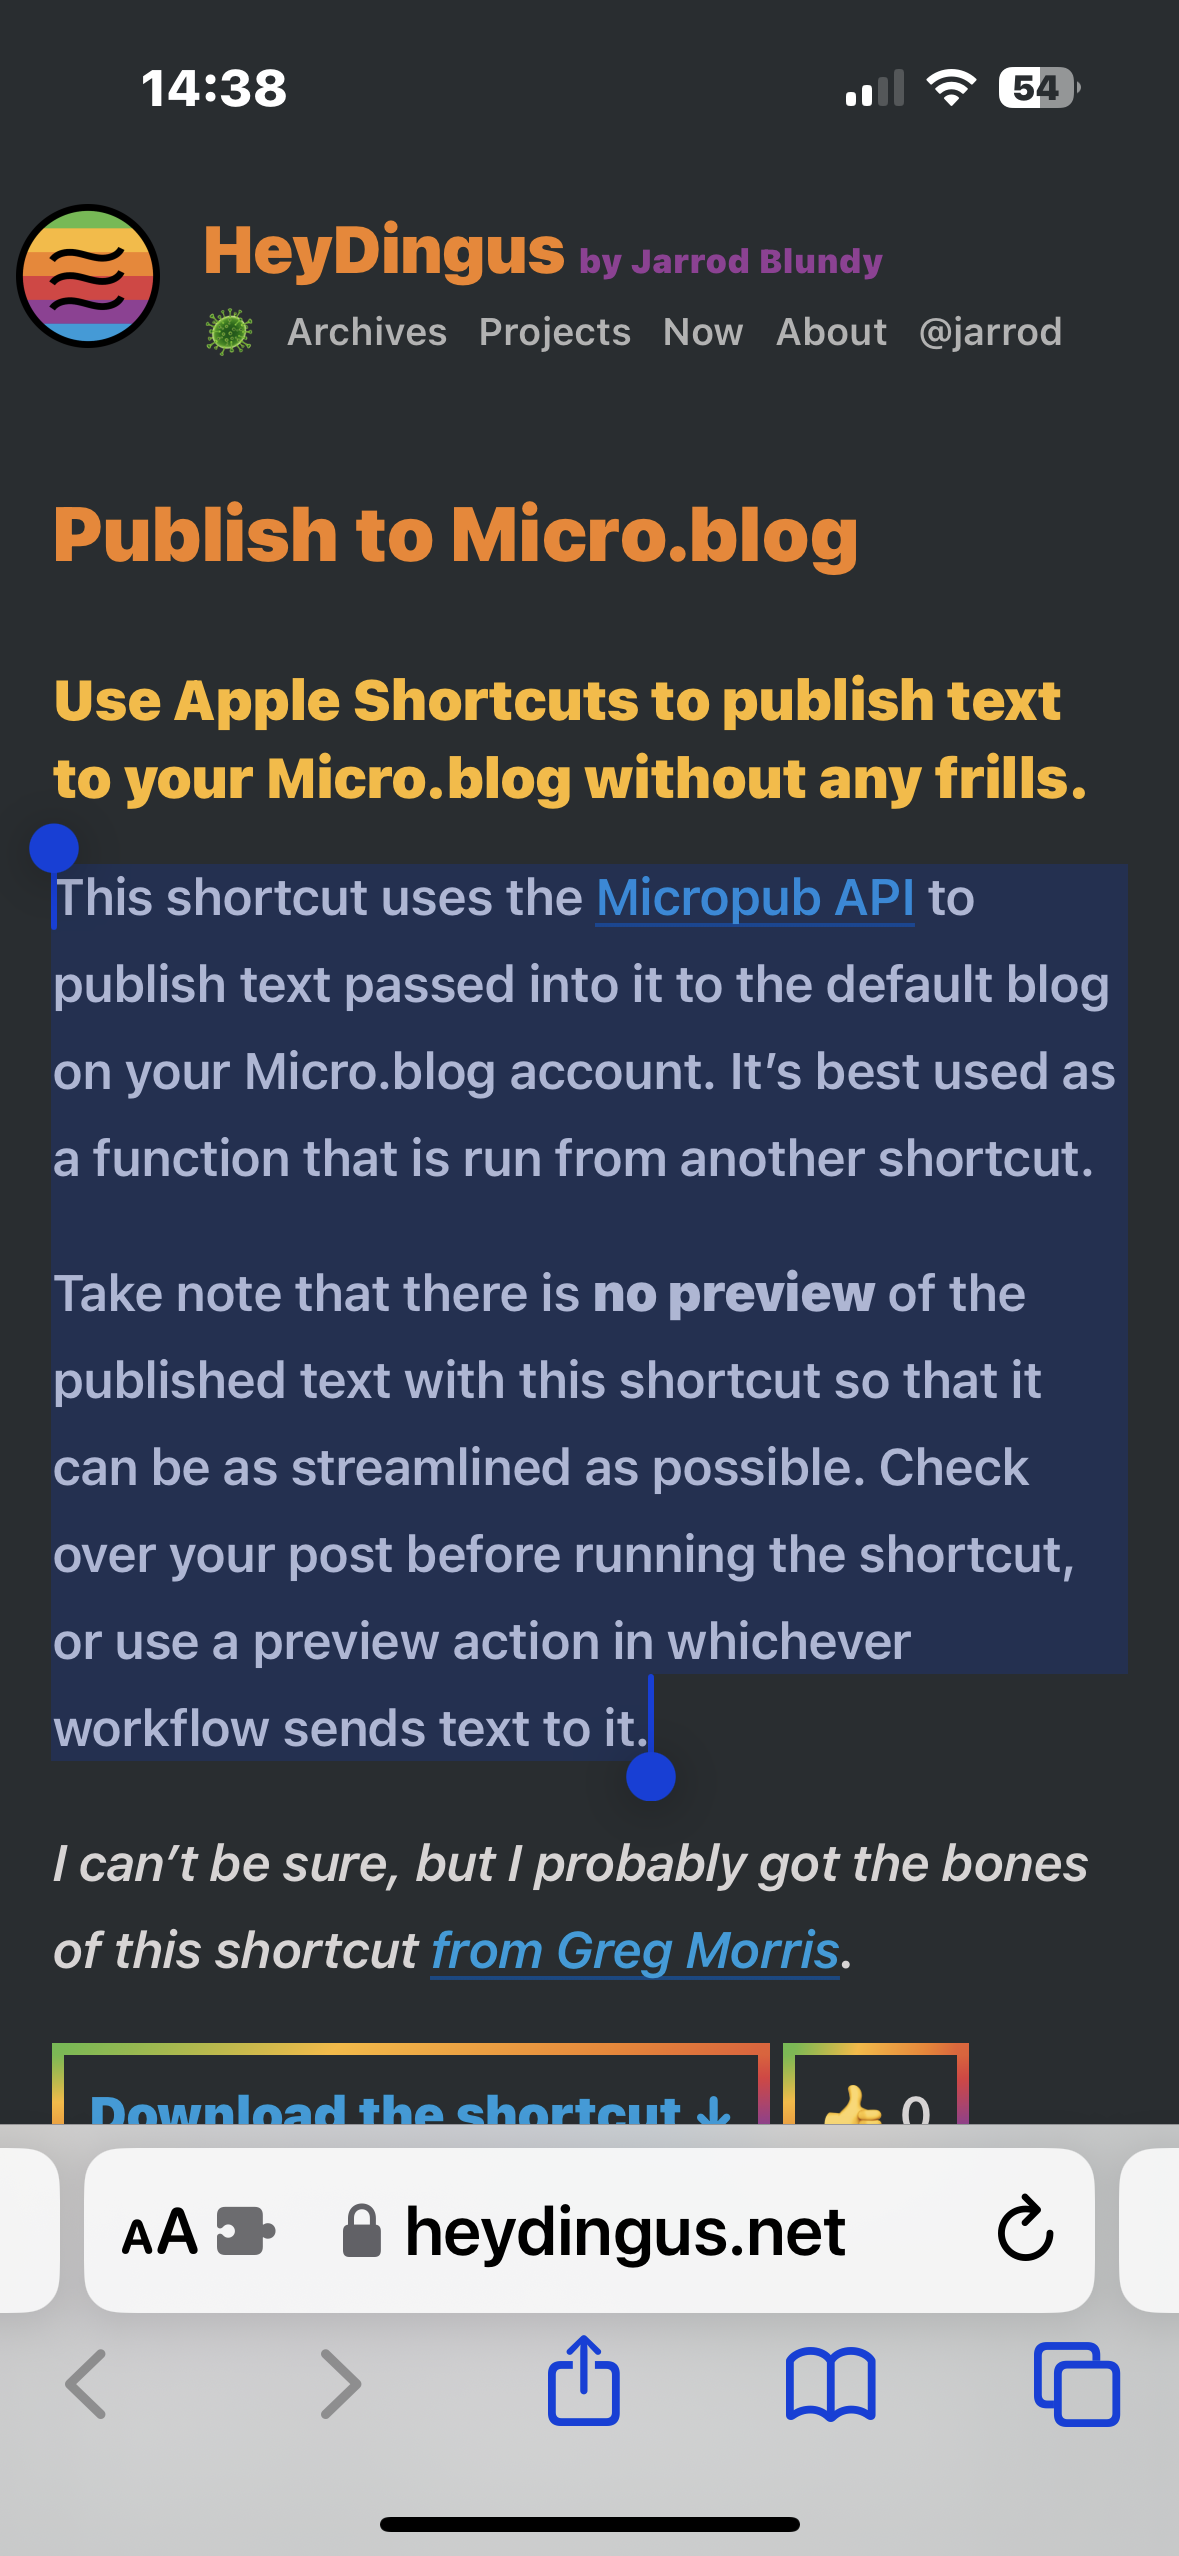 14:38
54
HeyDingus by Jarrod Blundy
Archives Projects Now About @jarrod
Publish to Micro.blog
Use Apple Shortcuts to publish text
to your Micro.blog without any frills.
This shortcut uses the Micropub API to
publish text passed into it to the default blog
on your Micro.blog account. It’s best used as
a function that is run from another shortcut.
Take note that there is no preview of the
published text with this shortcut so that it
can be as streamlined as possible. Check
over your post before running the shortcut,
or use a preview action in whichever
workflow sends text to it.
I can’t be sure, but I probably got the bones
of this shortcut from Greg Morris.
Download the shortcut ↓ 👍 0
AA heydingus.net